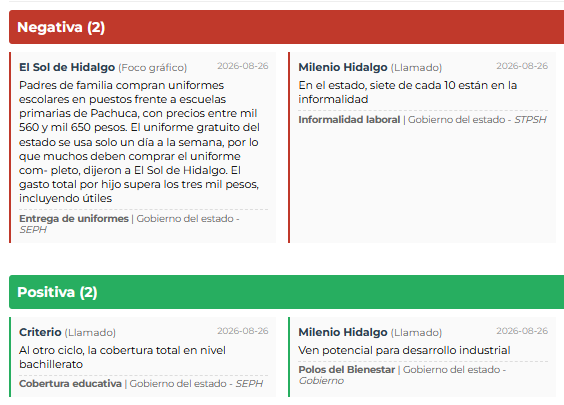 Negativa (2)
El Sol de Hidalgo (Foco gráfico) 2026-08-26
Padres de familia compran uniformes
escolares en puestos frente a escuelas
primarias de Pachuca, con precios entre mil
560 y mil 650 pesos. El uniforme gratuito del
estado se usa solo un día a la semana, por lo
que muchos deben comprar el uniforme
com- pleto, dijeron a El Sol de Hidalgo. El
gasto total por hijo supera los tres mil pesos,
incluyendo útiles
Entrega de uniformes | Gobierno del estado -
SEPH
Milenio Hidalgo (Llamado) 2026-08-26
En el estado, siete de cada 10 están en la
informalidad
Informalidad laboral | Gobierno del estado - STPSH
Positiva (2)
Criterio (Llamado) 2026-08-26
Al otro ciclo, la cobertura total en nivel
bachillerato
Cobertura educativa | Gobierno del estado - SEPH
Milenio Hidalgo (Llamado) 2026-08-26
Ven potencial para desarrollo industrial
Polos del Bienestar | Gobierno del estado -
Gobierno